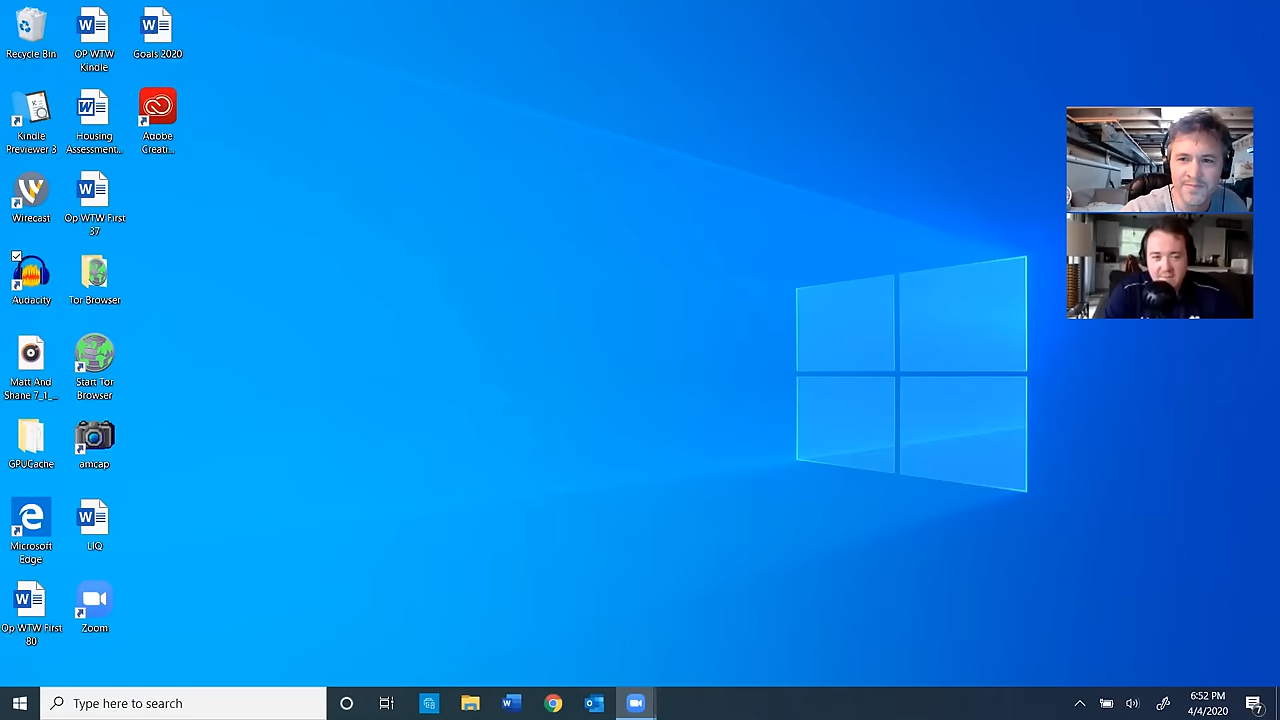 Recycle Bin
OP WTW
Kindle
Goals 2020
Kindle
Previewer 3
Housing
Assessment...
Adobe
Creati...
Wirecast
Op WTW First
37
Audacity
Tor Browser
Matt And
Shane 7_1_...
Start Tor
Browser
GPUCache
amcap
Microsoft
Edge
LIQ
Op WTW First
80
Zoom
Type here to search
6:52 PM
4/4/2020
7